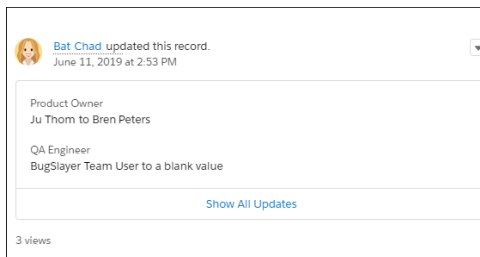 Bat Chad updated this record.
June 11, 2019 at 2:53 PM
Product Owner
Ju Thom to Bren Peters
QA Engineer
BugSlayer Team User to a blank value
Show All Updates
3 views